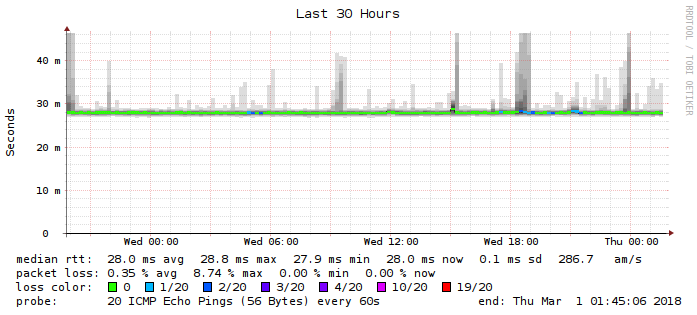 Last 30 Hours
RRDTOOL / TOBI OETIKER
Seconds
40 m
30 m
20 m
10 m
0
Wed 00:00 Wed 06:00 Wed 12:00 Wed 18:00 Thu 00:00
median rtt: 28.0 ms avg 28.8 ms max 27.9 ms min 28.0 ms now 0.1 ms sd 286.7 am/s
packet loss: 0.35 % avg 8.74 % max 0.00 % min 0.00 % now
loss color: 0 1/20 2/20 3/20 4/20 10/20 19/20
probe: 20 ICMP Echo Pings (56 Bytes) every 60s end: Thu Mar 1 01:45:06 2018